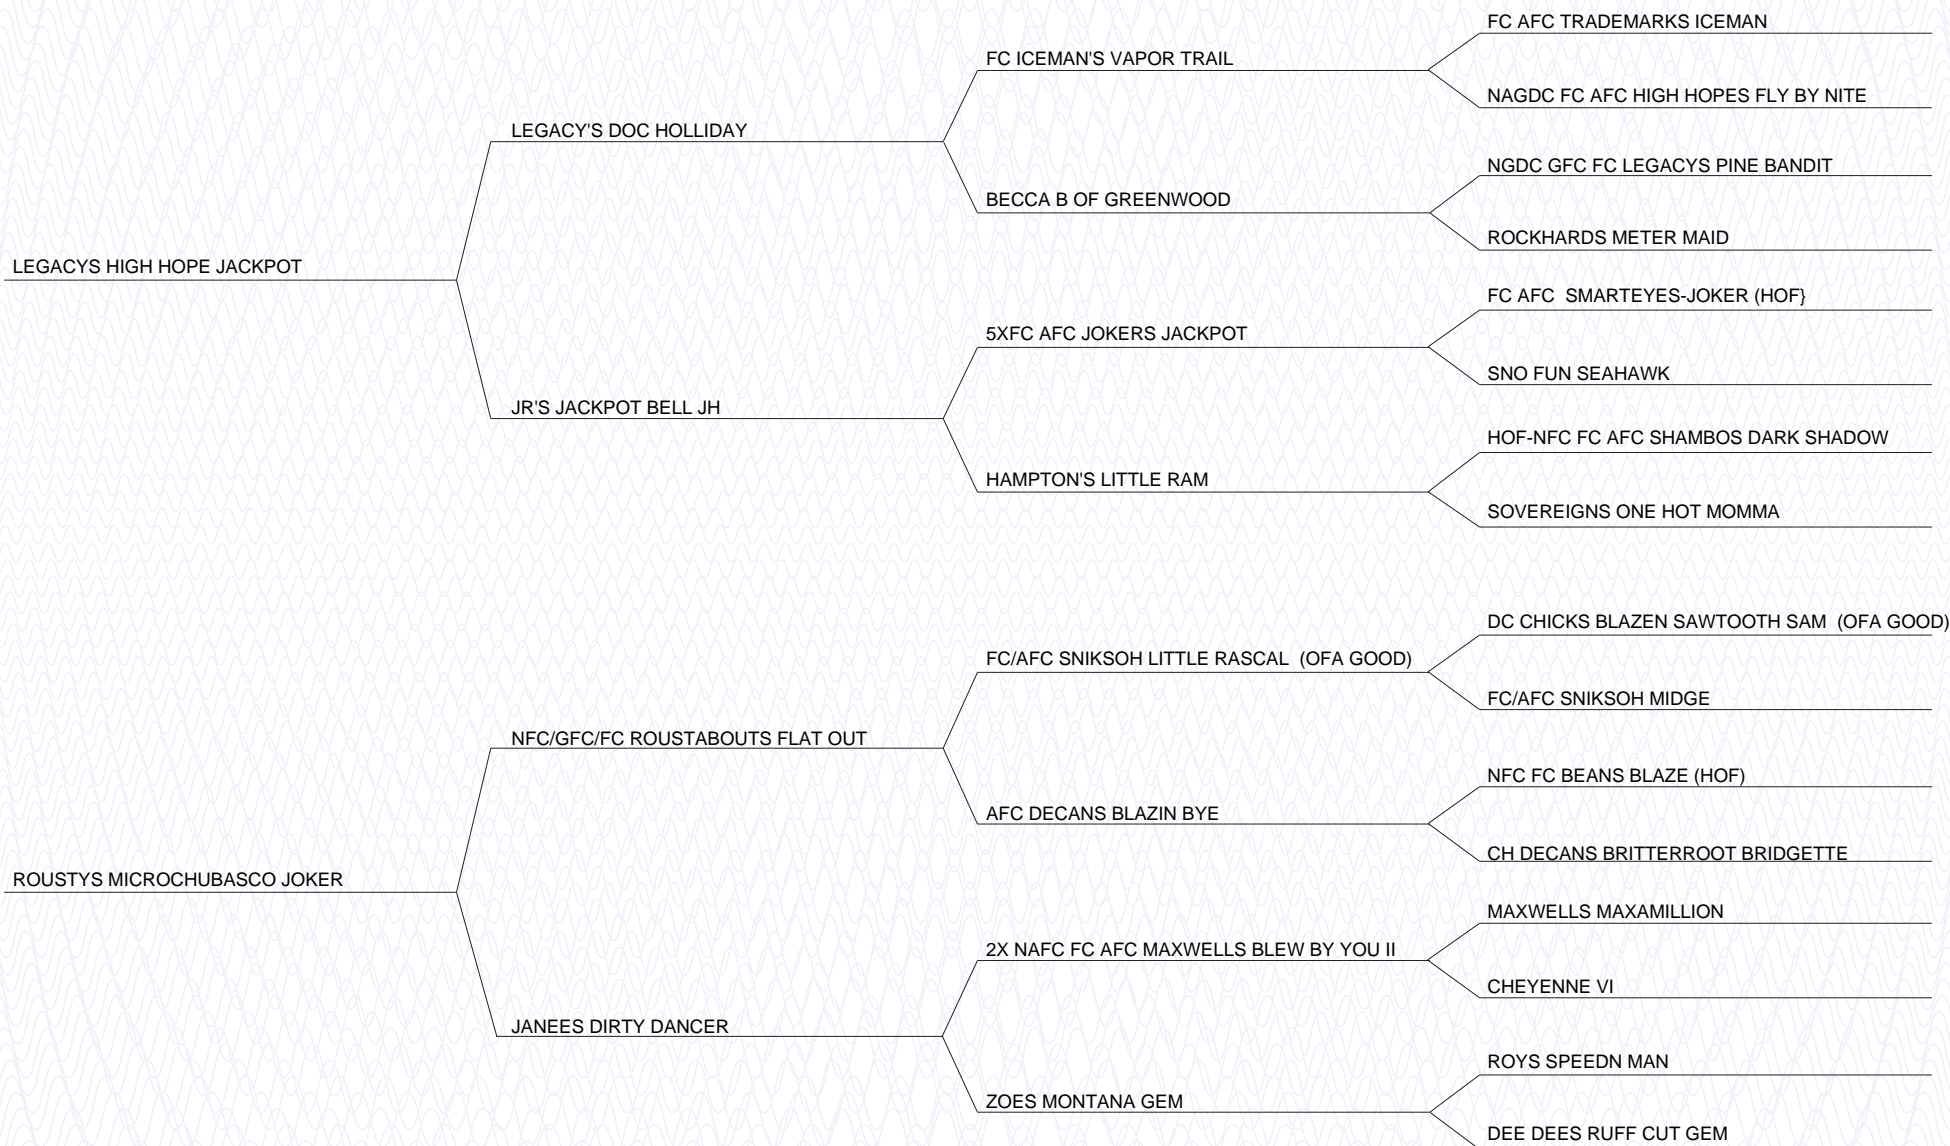 FC AFC TRADEMARKS ICEMAN
FC ICEMAN'S VAPOR TRAIL
NAGDC FC AFC HIGH HOPES FLY BY NITE
LEGACY'S DOC HOLLIDAY
NGDC GFC FC LEGACYS PINE BANDIT
BECCA B OF GREENWOOD
ROCKHARDS METER MAID
LEGACYS HIGH HOPE JACKPOT
FC AFC  SMARTEYES-JOKER (HOF}
5XFC AFC JOKERS JACKPOT
SNO FUN SEAHAWK
JR'S JACKPOT BELL JH
HOF-NFC FC AFC SHAMBOS DARK SHADOW
HAMPTON'S LITTLE RAM
SOVEREIGNS ONE HOT MOMMA
DC CHICKS BLAZEN SAWTOOTH SAM  (OFA GOOD)
FC/AFC SNIKSOH LITTLE RASCAL  (OFA GOOD)
FC/AFC SNIKSOH MIDGE
NFC/GFC/FC ROUSTABOUTS FLAT OUT
NFC FC BEANS BLAZE (HOF)
AFC DECANS BLAZIN BYE
CH DECANS BRITTERROOT BRIDGETTE
ROUSTYS MICROCHUBASCO JOKER
MAXWELLS MAXAMILLION
2X NAFC FC AFC MAXWELLS BLEW BY YOU II
CHEYENNE VI
JANEES DIRTY DANCER
ROYS SPEEDN MAN
ZOES MONTANA GEM
DEE DEES RUFF CUT GEM